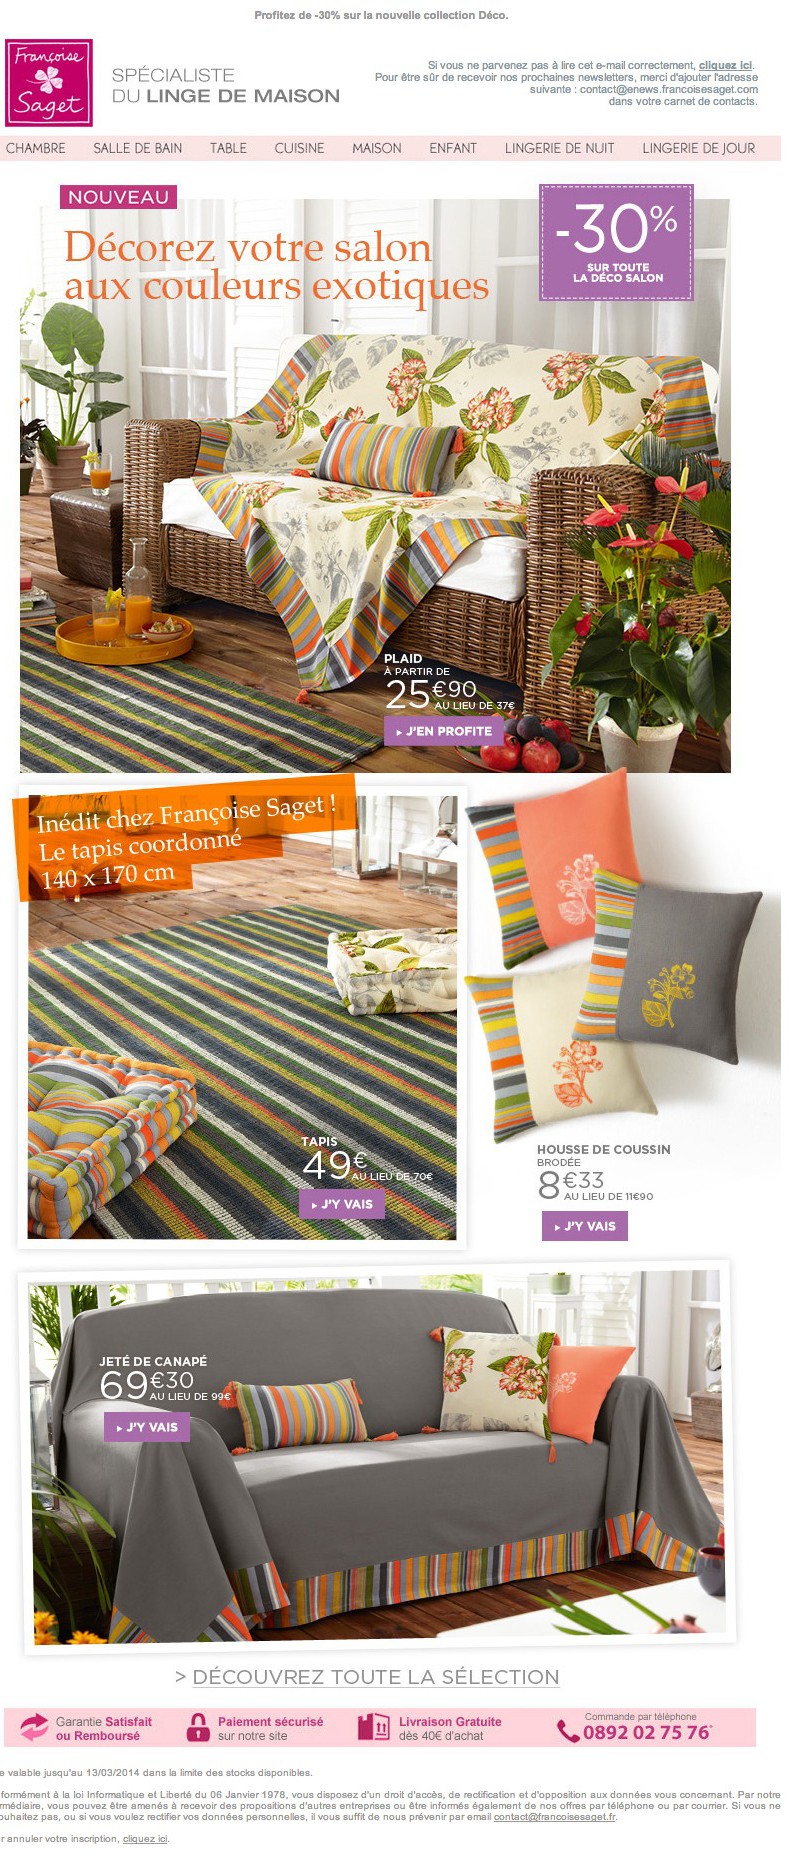 Profitez de -30% sur la nouvelle collection Déco.
Françoise
Saget
SPÉCIALISTE
DU LINGE DE MAISON
Si vous ne parvenez pas à lire cet e-mail correctement, cliquez ici.
Pour être sûr de recevoir nos prochaines newsletters, merci d'ajouter l'adresse
suivante : contact@enews.francoisesaget.com
dans votre carnet de contacts.
CHAMBRE SALLE DE BAIN TABLE CUISINE MAISON ENFANT LINGERIE DE NUIT LINGERIE DE JOUR
NOUVEAU
Décorez votre salon
aux couleurs exotiques
-30%
SUR TOUTE
LA DÉCO SALON
PLAID
À PARTIR DE
25€90
AU LIEU DE 37€
J'EN PROFITE
Inédit chez Françoise Saget !
Le tapis coordonné
140 x 170 cm
TAPIS
49€
AU LIEU DE 70€
J'Y VAIS
HOUSSE DE COUSSIN
BRODÉE
8€33
AU LIEU DE 11€90
J'Y VAIS
JETÉ DE CANAPÉ
69€30
AU LIEU DE 99€
J'Y VAIS
> DÉCOUVREZ TOUTE LA SÉLECTION
Garantie Satisfait
ou Remboursé
Paiement sécurisé
sur notre site
Livraison Gratuite
dès 40€ d'achat
Commande par téléphone
0892 02 75 76*
e valable jusqu'au 13/03/2014 dans la limite des stocks disponibles.
formément à la loi Informatique et Liberté du 06 Janvier 1978, vous disposez d'un droit d'accès, de rectification et d'opposition aux données vous concernant. Par notre
rmédiaire, vous pouvez être amenés à recevoir des propositions d'autres entreprises ou être informés également de nos offres par téléphone ou par courrier. Si vous ne
ouhaitez pas, ou si vous voulez rectifier vos données personnelles, il vous suffit de nous prévenir par email contact@francoisesaget.fr.
r annuler votre inscription, cliquez ici.